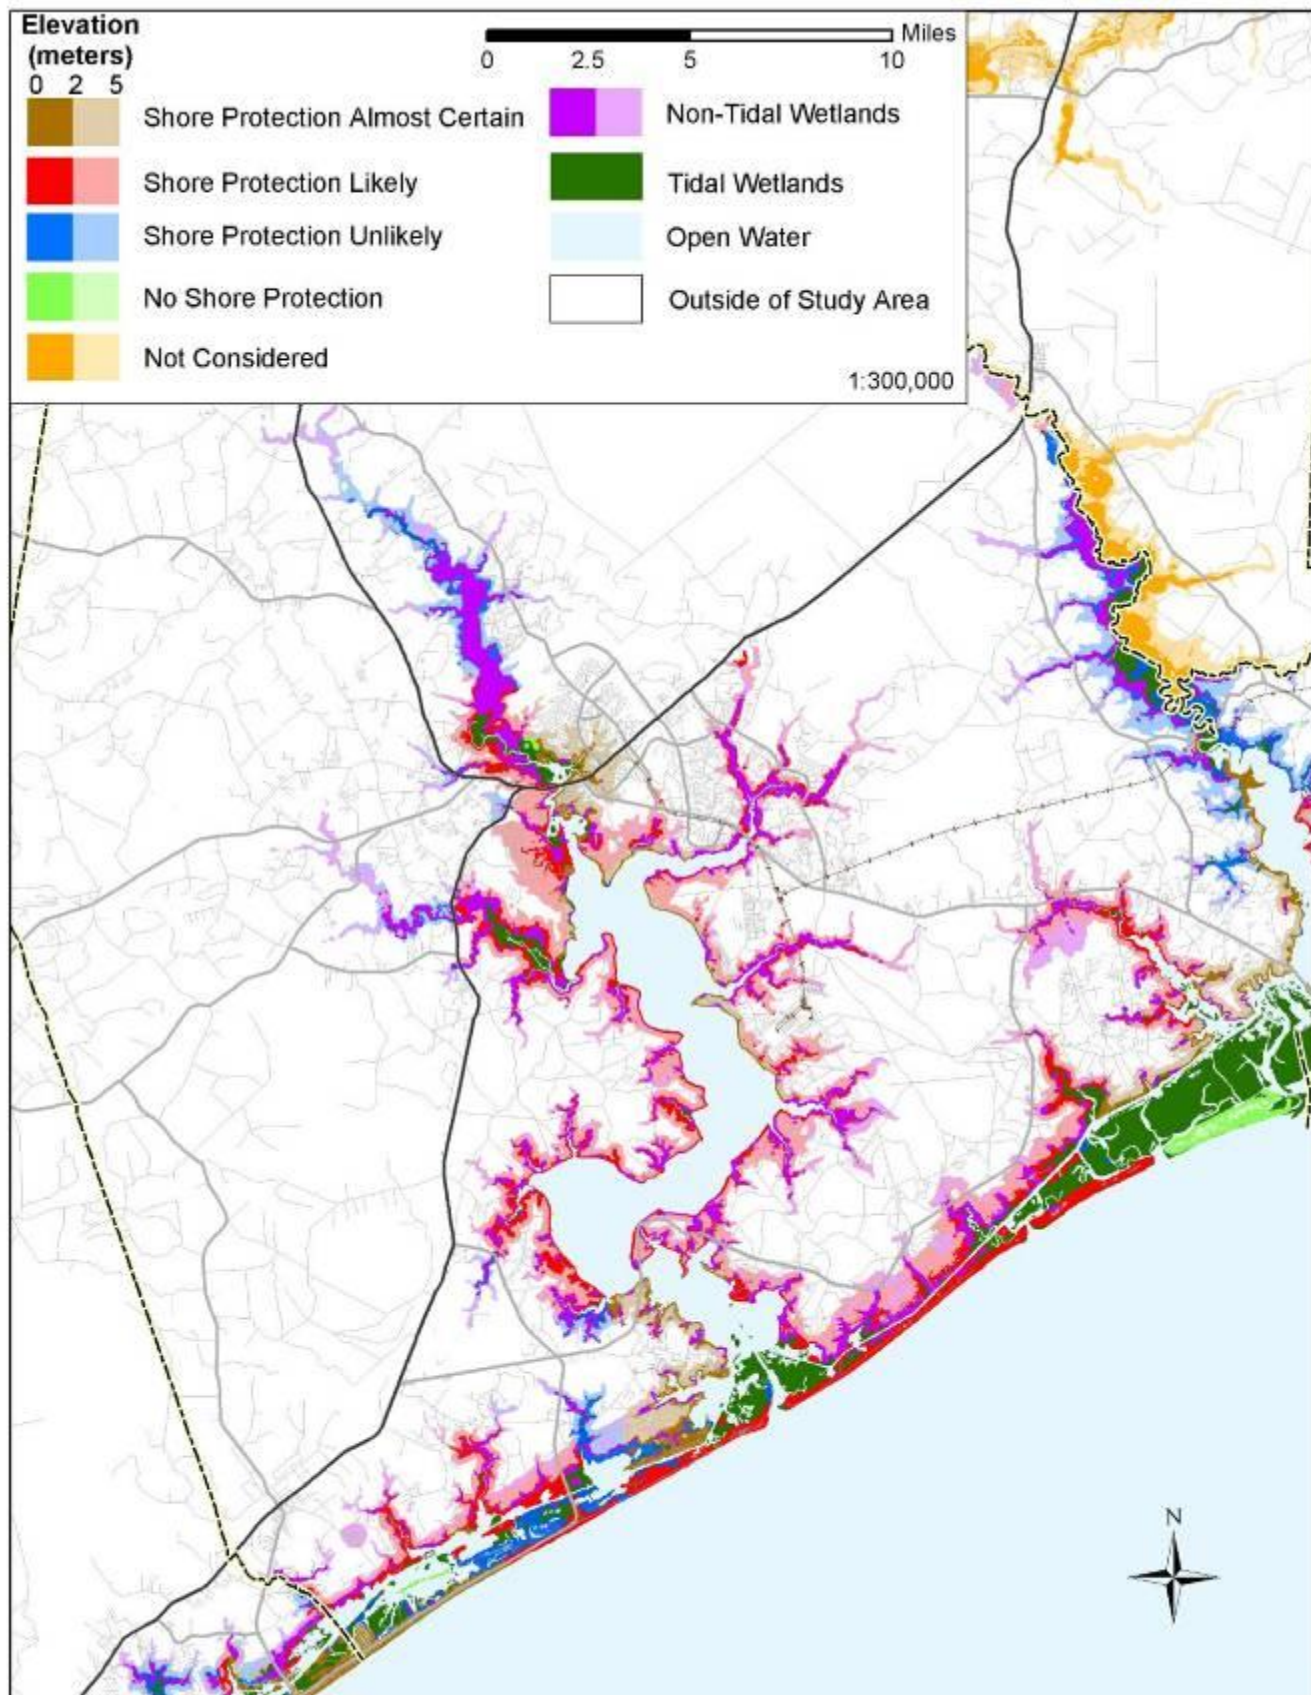 Elevation
(meters)
0 2 5
Shore Protection Almost Certain
Shore Protection Likely
Shore Protection Unlikely
No Shore Protection
Not Considered
Miles
0 2.5 5 10
Non-Tidal Wetlands
Tidal Wetlands
Open Water
Outside of Study Area
1:300,000
N